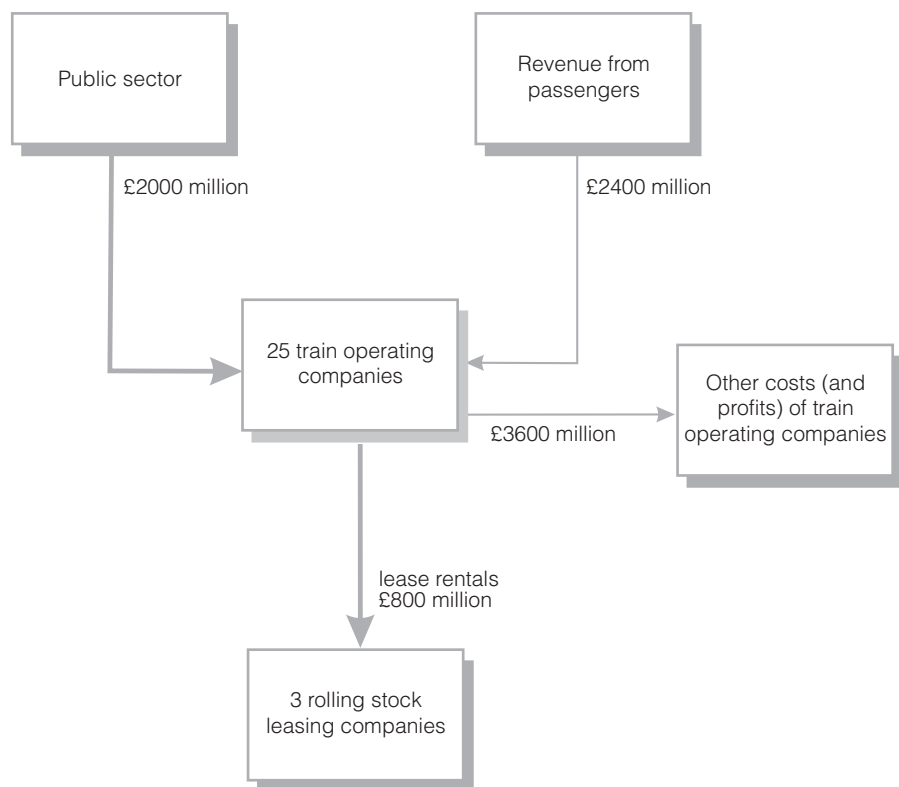 Public sector
Revenue from
passengers
£2000 million
£2400 million
25 train operating
companies
Other costs (and
profits) of train
operating companies
£3600 million
lease rentals
£800 million
3 rolling stock
leasing companies